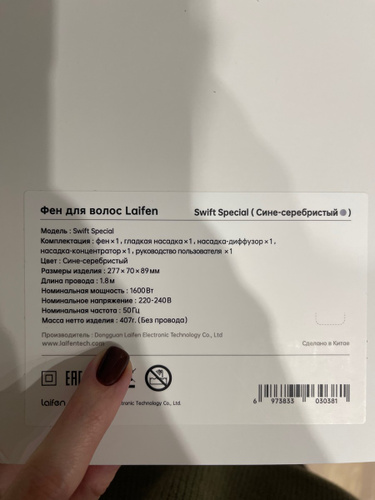 Фен для волос Laifen
Swift Special ( Сине-серебристый )
Модель : Swift Special
Комплектация : фен×1, гладкая насадка×1, насадка-диффузор×1,
насадка-концентратор×1, руководство пользователя ×1
Цвет : Сине-серебристый
Размеры изделия : 277×70×89мм
Длина провода : 1.8м
Номинальная мощность : 1600Вт
Номинальное напряжение : 220-240В
Номинальная частота : 50Гц
Масса нетто изделия : 407г. (Без провода)
Производитель : Dongguan Laifen Electronic Technology Co., Ltd.
www.laifentech.com
Сделано в Китае
EAC
laifen
Electronic Technology Co., Ltd.
6 973833 030381